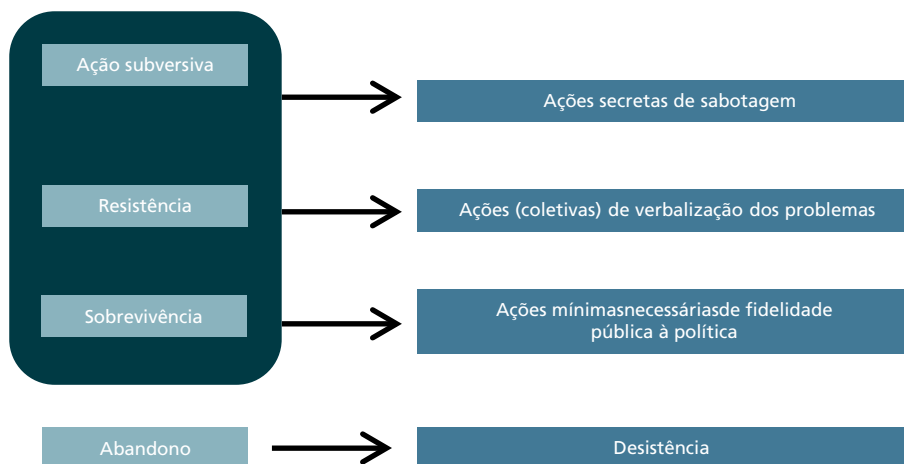 Ação subversiva
Ações secretas de sabotagem
Resistência
Ações (coletivas) de verbalização dos problemas
Sobrevivência
Ações mínimasnecessáriasde fidelidade
pública à política
Abandono
Desistência